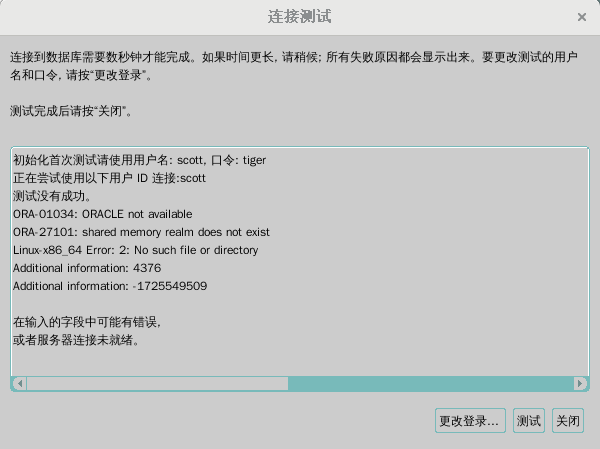 连接测试
连接到数据库需要数秒钟才能完成。如果时间更长, 请稍候; 所有失败原因都会显示出来。要更改测试的用户
名和口令, 请按“更改登录”。
测试完成后请按“关闭”。
初始化首次测试请使用用户名: scott, 口令: tiger
正在尝试使用以下用户 ID 连接:scott
测试没有成功。
ORA-01034: ORACLE not available
ORA-27101: shared memory realm does not exist
Linux-x86_64 Error: 2: No such file or directory
Additional information: 4376
Additional information: -1725549509
在输入的字段中可能有错误,
或者服务器连接未就绪。
更改登录... 测试 关闭